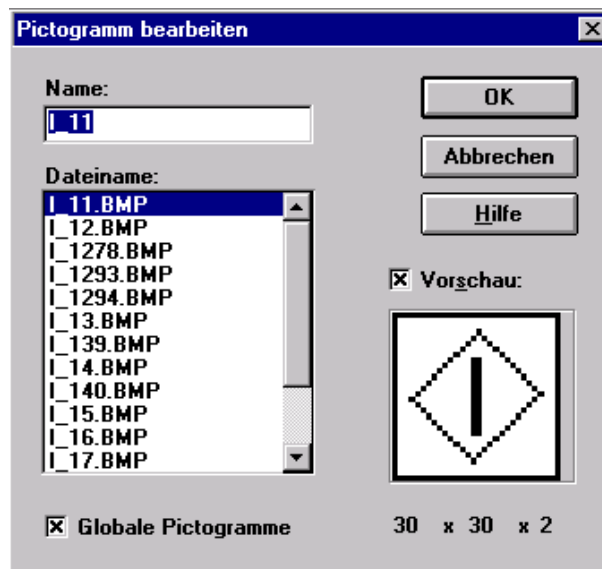 Pictogramm bearbeiten
Name:
I_11
Dateiname:
I_11.BMP
I_12.BMP
I_1278.BMP
I_1293.BMP
I_1294.BMP
I_13.BMP
I_139.BMP
I_14.BMP
I_140.BMP
I_15.BMP
I_16.BMP
I_17.BMP
Globale Pictogramme
OK
Abbrechen
Hilfe
Vorschau:
30 x 30 x 2